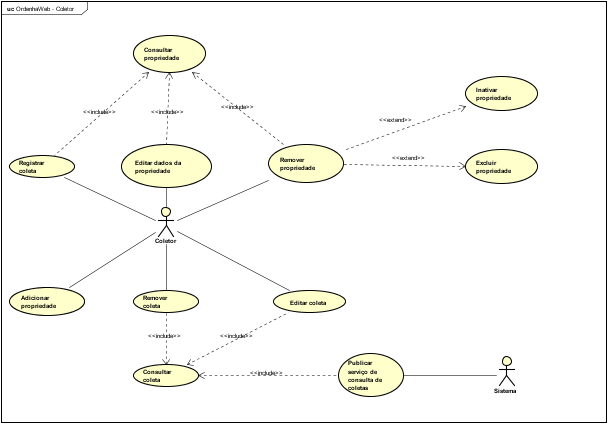 uc OrdenhaWeb - Coletor
Consultar
propriedade
Inativar
propriedade
<<include>>
<<include>>
<<include>>
<<extend>>
Registrar
coleta
Editar dados da
propriedade
Remover
propriedade
<<extend>>
Excluir
propriedade
Coletor
Adicionar
propriedade
Remover
coleta
Editar coleta
<<include>>
<<include>>
Consultar
coleta
<<include>>
Publicar
serviço de
consulta de
coletas
Sistema